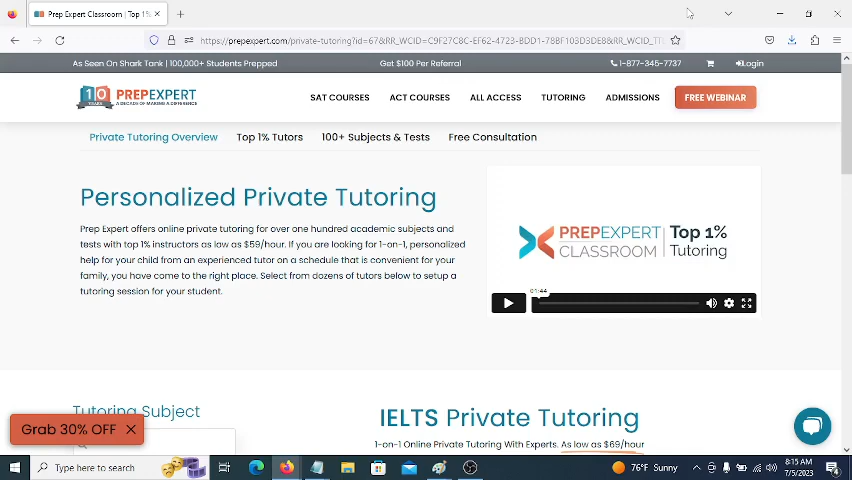 Prep Expert Classroom | Top 1%
https://prepexpert.com/private-tutoring?id=67&RR_WCID=C9F27C8C-EF62-4723-BDD1-78BF103D3DE8&RR_WCID_TT
As Seen On Shark Tank | 100,000+ Students Prepped
Get $100 Per Referral
1-877-345-7737
Login
10 YEARS
PREPEXPERT
A DECADE OF MAKING A DIFFERENCE
SAT COURSES
ACT COURSES
ALL ACCESS
TUTORING
ADMISSIONS
FREE WEBINAR
Private Tutoring Overview
Top 1% Tutors
100+ Subjects & Tests
Free Consultation
Personalized Private Tutoring
Prep Expert offers online private tutoring for over one hundred academic subjects and
tests with top 1% instructors as low as $59/hour. If you are looking for 1-on-1, personalized
help for your child from an experienced tutor on a schedule that is convenient for your
family, you have come to the right place. Select from dozens of tutors below to setup a
tutoring session for your student.
PREPEXPERT
CLASSROOM
Top 1%
Tutoring
01:44
Tutoring Subject
IELTS Private Tutoring
1-on-1 Online Private Tutoring With Experts. As low as $69/hour
Grab 30% OFF
Type here to search
76°F Sunny
8:15 AM
7/5/2023
4